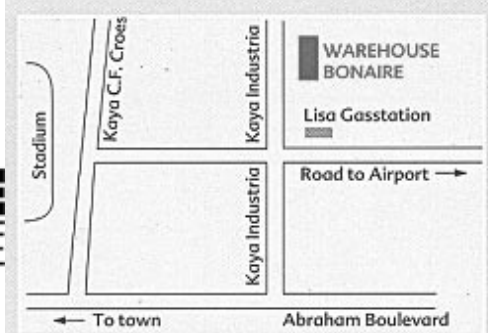 Kaya C.F. Croes
Kaya Industria
WAREHOUSE
BONAIRE
Lisa Gasstation
Stadium
Road to Airport →
Kaya Industria
← To town
Abraham Boulevard